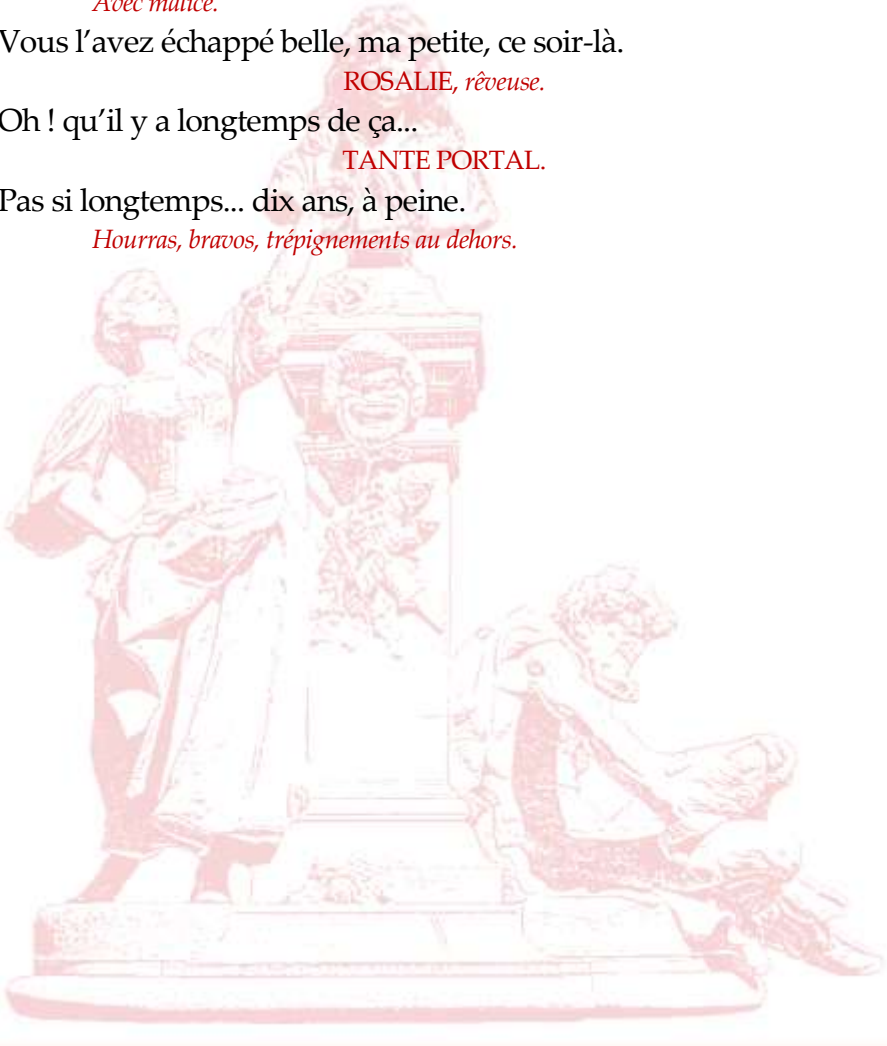 Avec malice.
Vous l’avez échappé belle, ma petite, ce soir-là.
ROSALIE, rêveuse.
Oh ! qu’il y a longtemps de ça...
TANTE PORTAL.
Pas si longtemps... dix ans, à peine.
Hourras, bravos, trépignements au dehors.